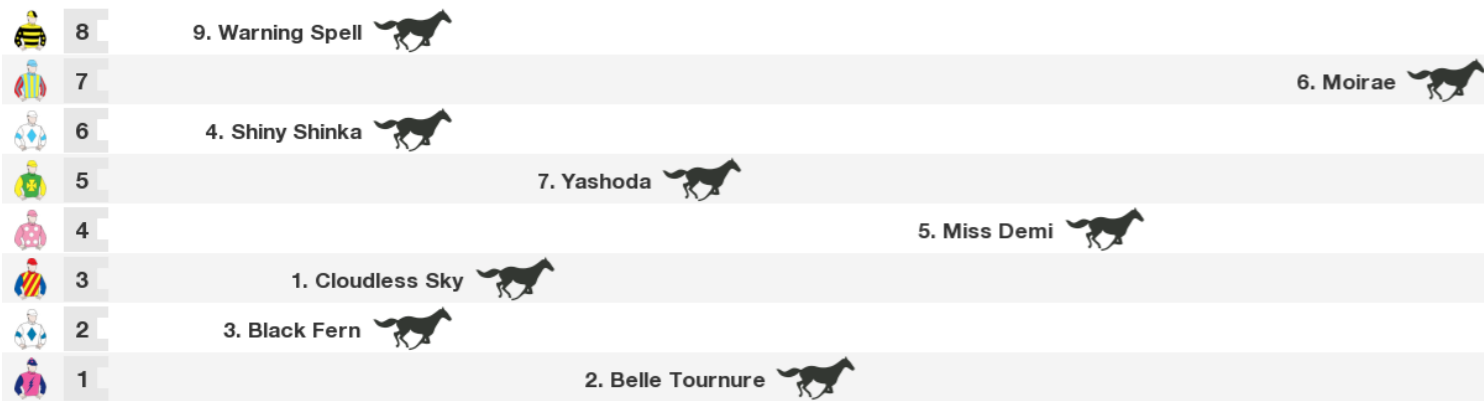 8 9. Warning Spell
7 6. Moirae
6 4. Shiny Shinka
5 7. Yashoda
4 5. Miss Demi
3 1. Cloudless Sky
2 3. Black Fern
1 2. Belle Tournure